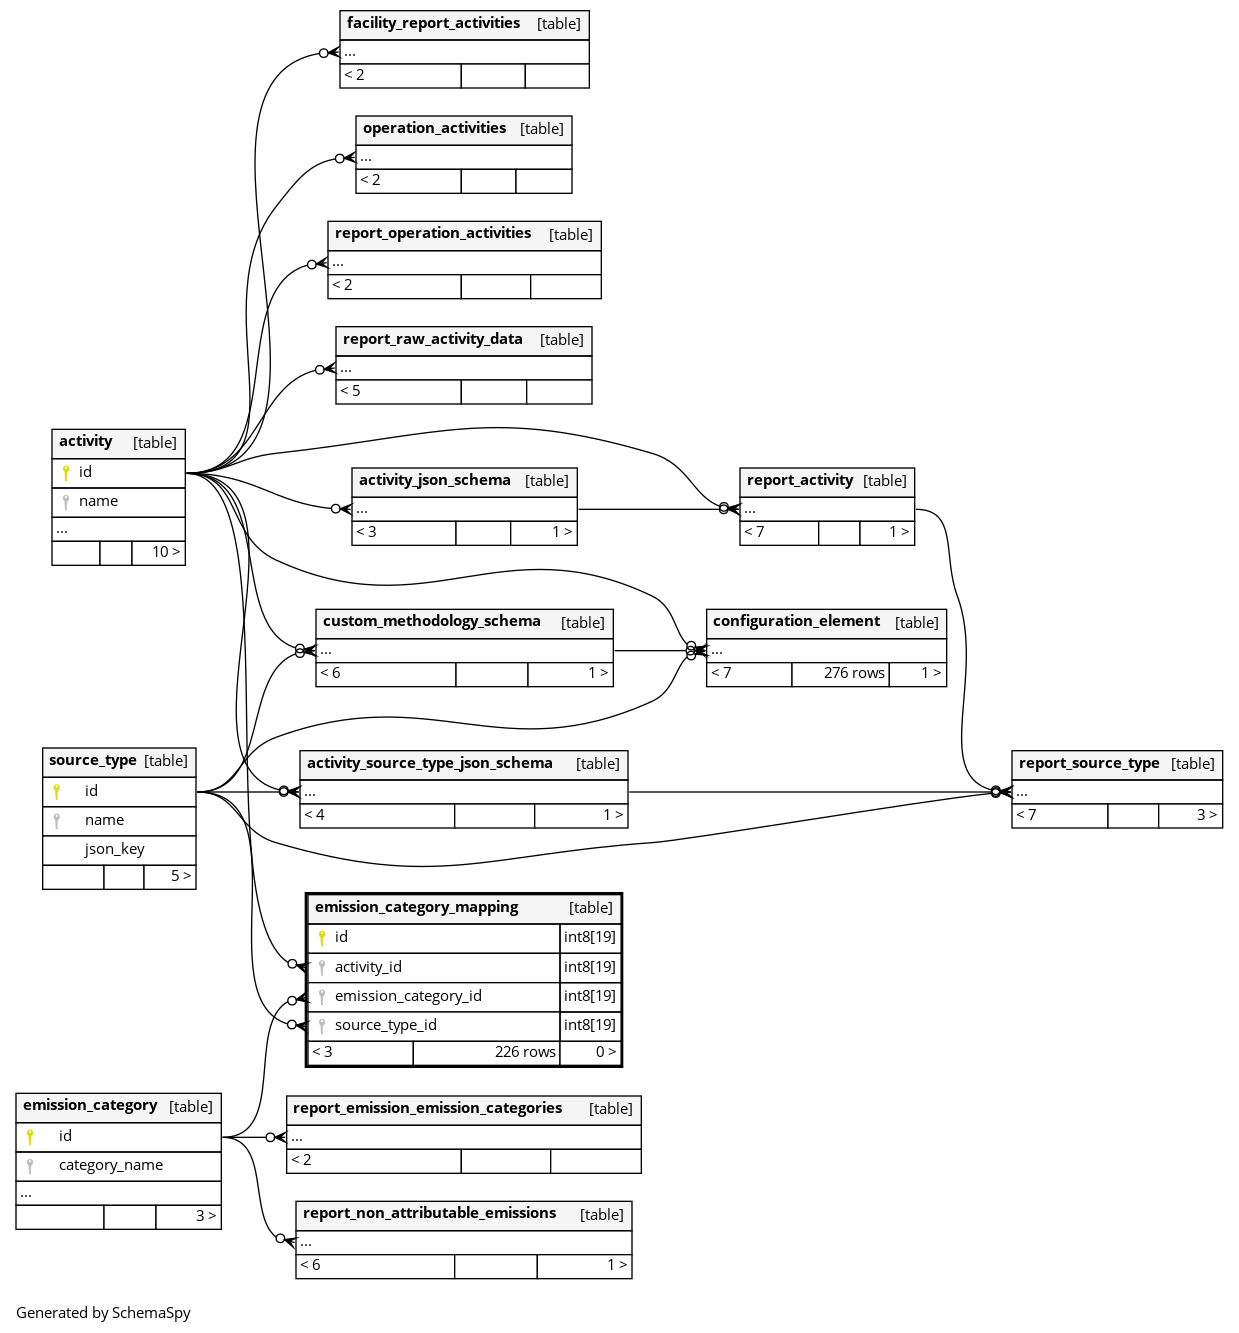 facility_report_activities [table]
...
< 2
operation_activities [table]
...
< 2
report_operation_activities [table]
...
< 2
report_raw_activity_data [table]
...
< 5
activity [table]
id
name
...
10 >
activity_json_schema [table]
...
< 3 1 >
report_activity [table]
...
< 7 1 >
custom_methodology_schema [table]
...
< 6 1 >
configuration_element [table]
...
< 7 276 rows 1 >
source_type [table]
id
name
json_key
5 >
activity_source_type_json_schema [table]
...
< 4 1 >
report_source_type [table]
...
< 7 3 >
emission_category_mapping [table]
id int8[19]
activity_id int8[19]
emission_category_id int8[19]
source_type_id int8[19]
< 3 226 rows 0 >
emission_category [table]
id
category_name
...
3 >
report_emission_emission_categories [table]
...
< 2
report_non_attributable_emissions [table]
...
< 6 1 >
Generated by SchemaSpy